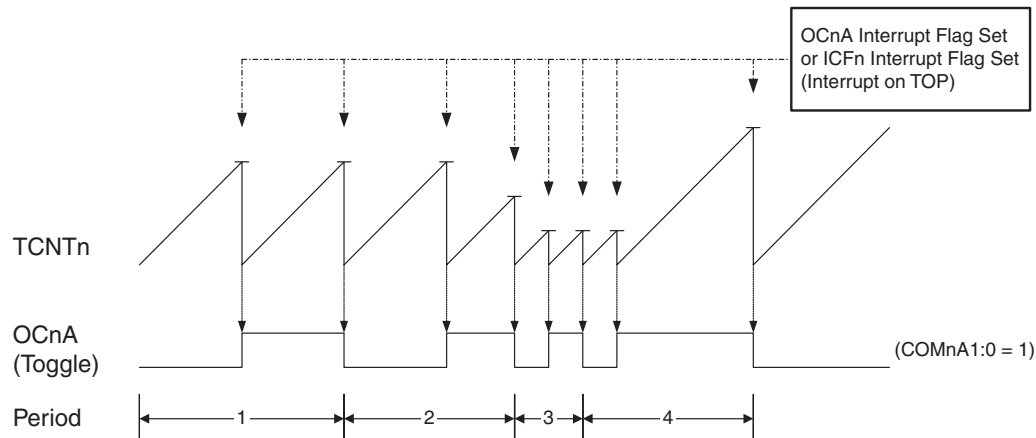 OCnA Interrupt Flag Set
or ICFn Interrupt Flag Set
(Interrupt on TOP)
TCNTn
OCnA
(Toggle)
(COMnA1:0 = 1)
Period
1
2
3
4